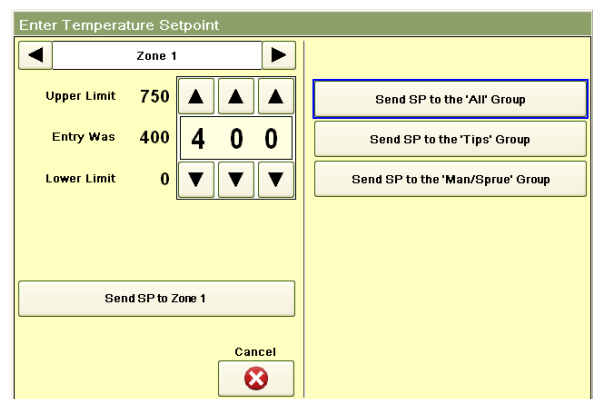 Enter Temperature Setpoint
Zone 1
Upper Limit 750
Entry Was 400 4 0 0
Lower Limit 0
Send SP to Zone 1
Cancel
Send SP to the 'All' Group
Send SP to the 'Tips' Group
Send SP to the 'Man/Sprue' Group